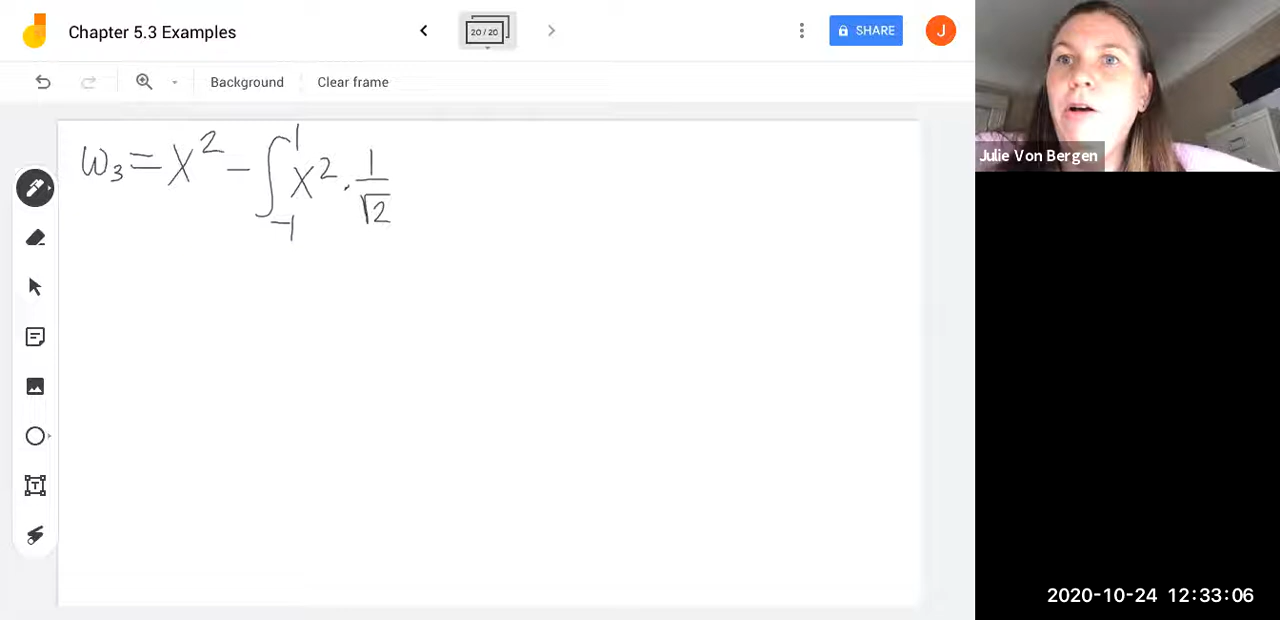 Chapter 5.3 Examples
20 / 20
SHARE
J
Background
Clear frame
w₃ = x² - ∫₋₁¹ x² · 1/√2
T
Julie Von Bergen
2020-10-24 12:33:06